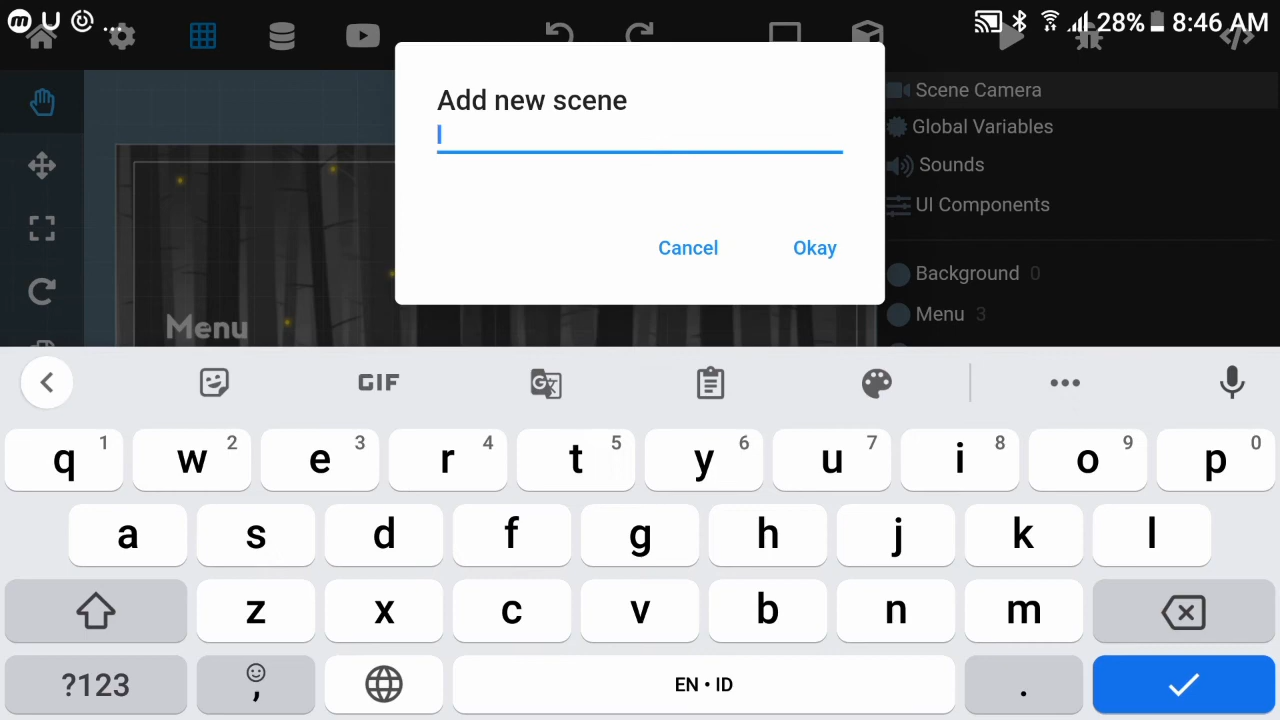 ... 28% 8:46 AM
Add new scene
Cancel Okay
Scene Camera
Global Variables
Sounds
UI Components
Background 0
Menu 3
Menu
GIF
q 1 w 2 e 3 r 4 t 5 y 6 u 7 i 8 o 9 p 0
a s d f g h j k l
z x c v b n m
?123 , EN • ID .